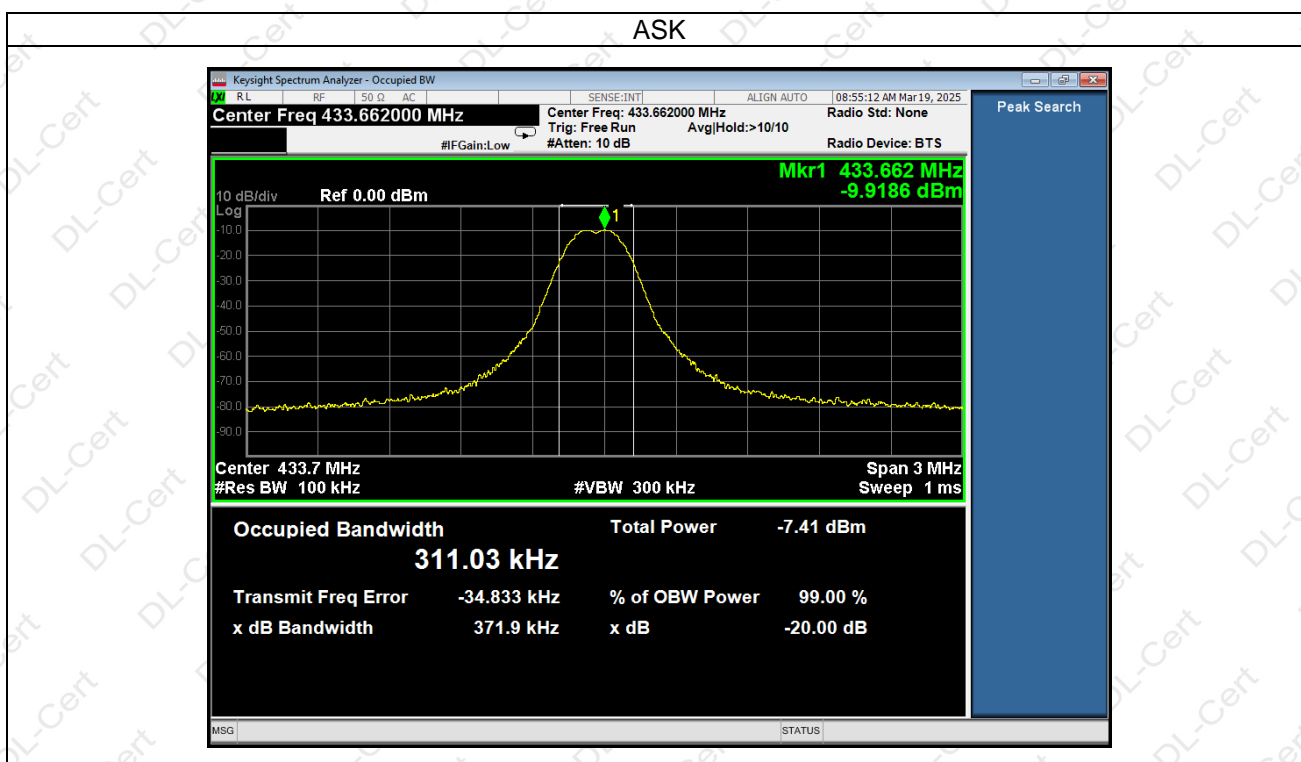 ASK
Keysight Spectrum Analyzer - Occupied BW
LXI RL RF 50 Ω AC SENSE:INT ALIGN AUTO 08:55:12 AM Mar 19, 2025
Center Freq 433.662000 MHz Center Freq: 433.662000 MHz Radio Std: None
Trig: Free Run Avg|Hold:>10/10
#IFGain:Low #Atten: 10 dB Radio Device: BTS
Peak Search
Mkr1 433.662 MHz
10 dB/div Ref 0.00 dBm -9.9186 dBm
Log
1
-10.0
-20.0
-30.0
-40.0
-50.0
-60.0
-70.0
-80.0
-90.0
Center 433.7 MHz Span 3 MHz
#Res BW 100 kHz #VBW 300 kHz Sweep 1 ms
Occupied Bandwidth Total Power -7.41 dBm
311.03 kHz
Transmit Freq Error -34.833 kHz % of OBW Power 99.00 %
x dB Bandwidth 371.9 kHz x dB -20.00 dB
MSG STATUS
DL-Cert